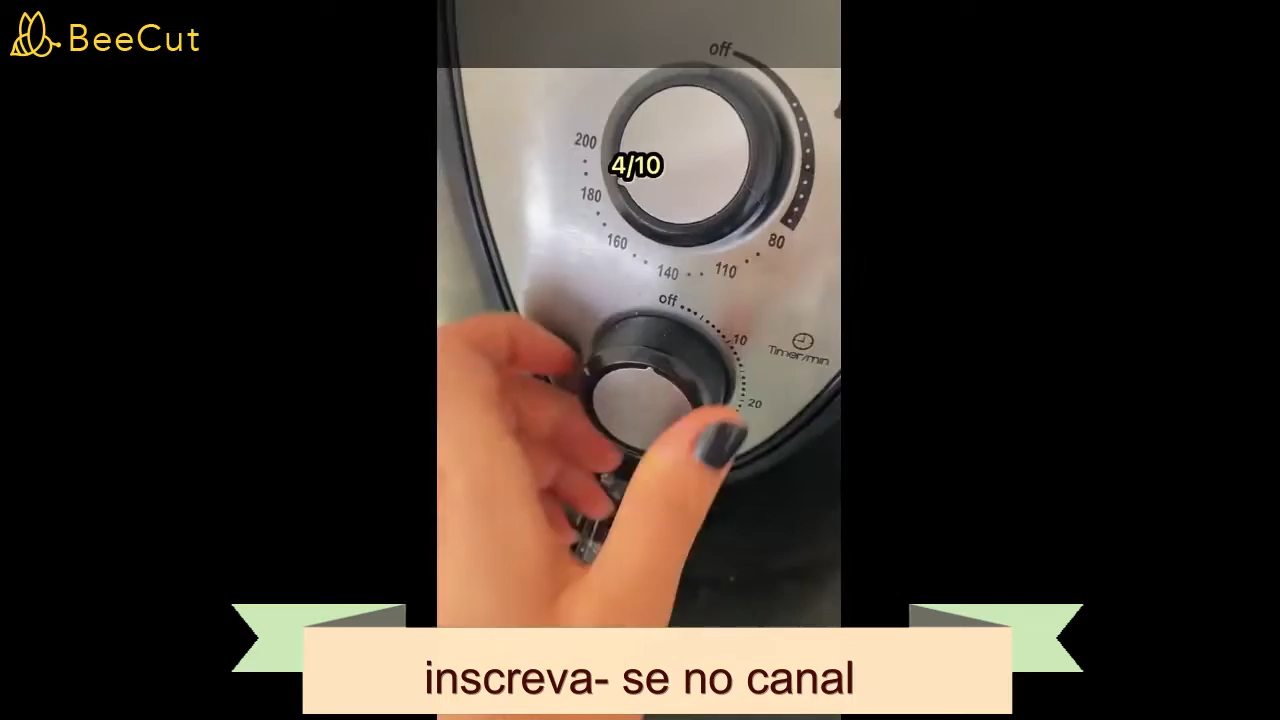 BeeCut
off
200
4/10
180
160
80
140
110
off
10
Timer/min
20
inscreva- se no canal